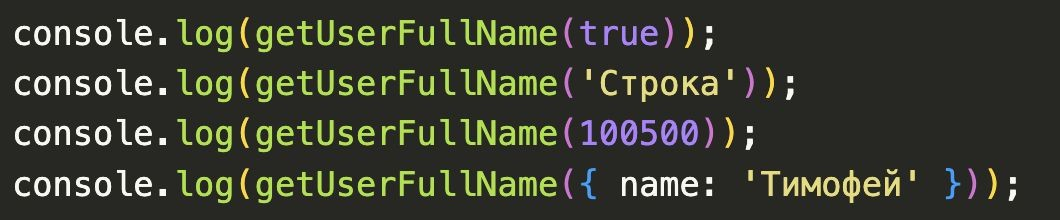 console.log(getUserFullName(true));
console.log(getUserFullName('Строка'));
console.log(getUserFullName(100500));
console.log(getUserFullName({ name: 'Тимофей' }));